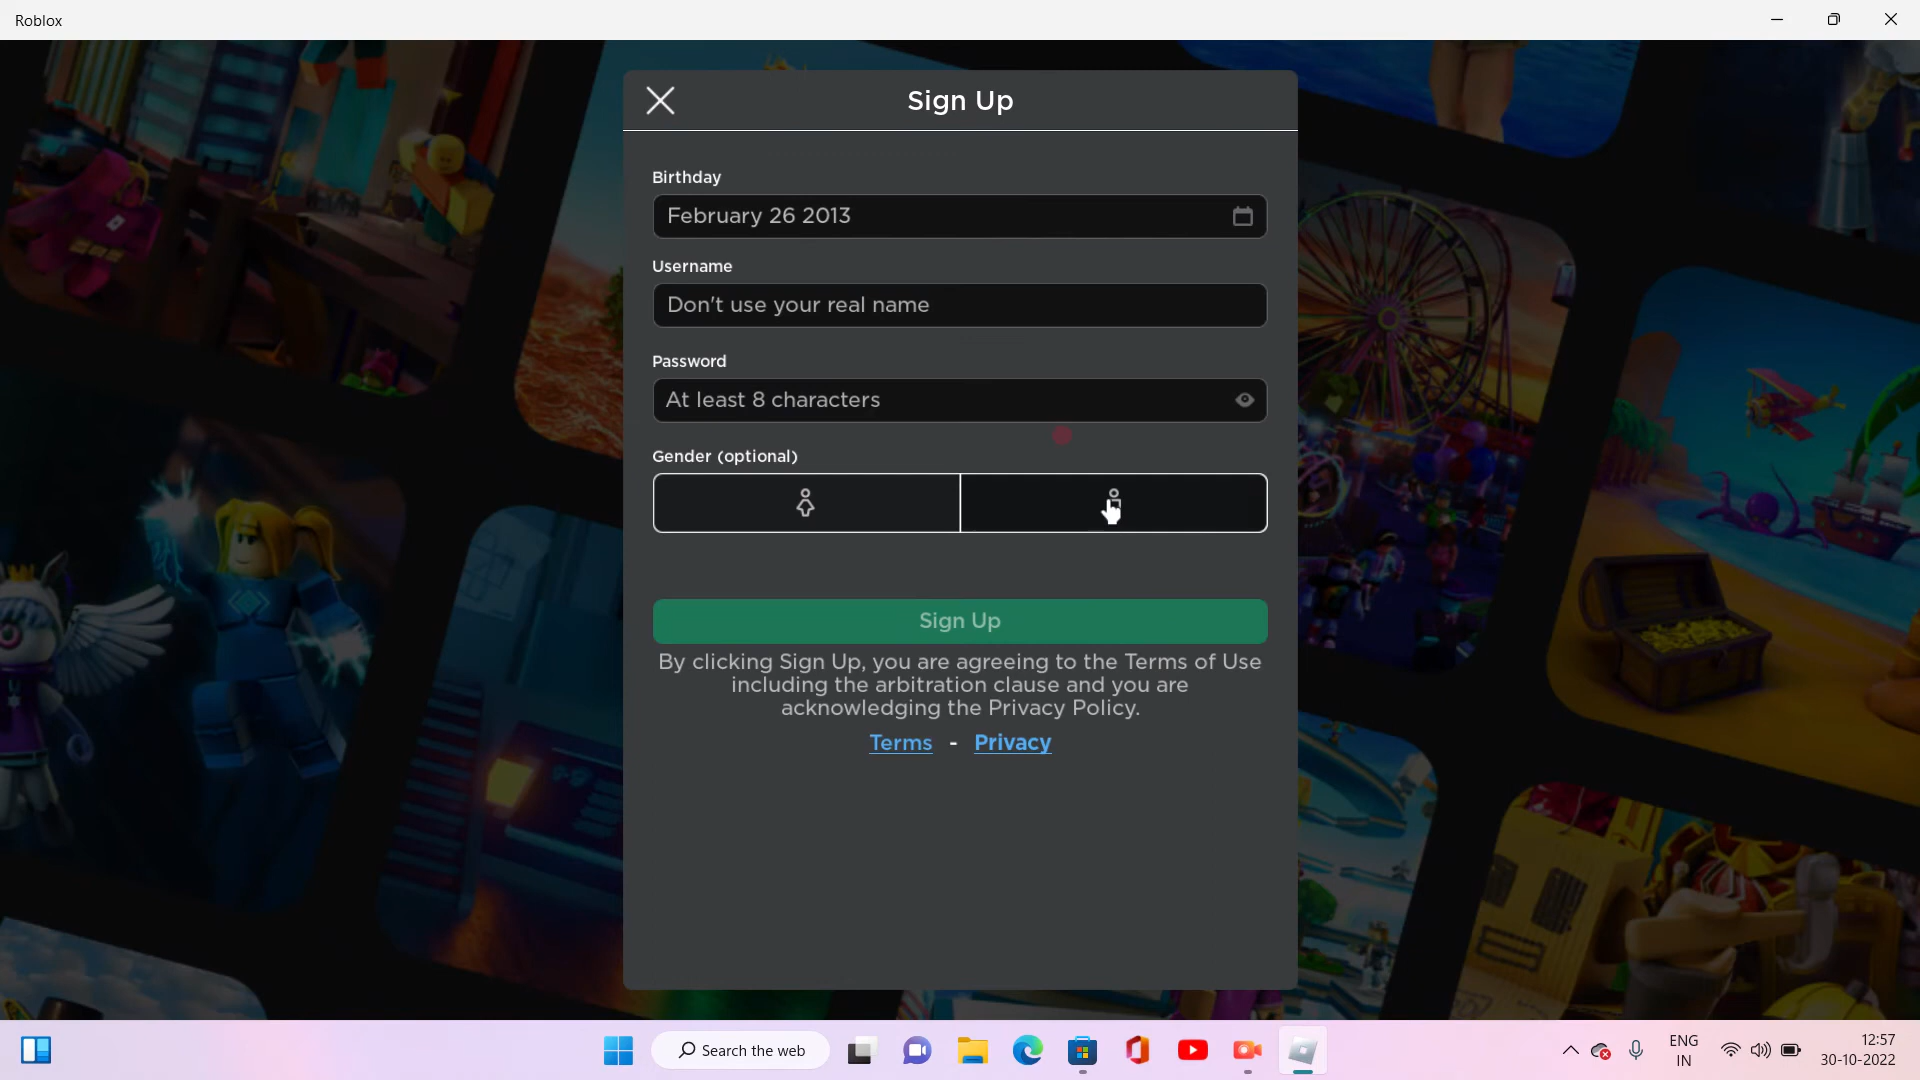 Roblox
Sign Up
Birthday
February 26 2013
Username
Don't use your real name
Password
At least 8 characters
Gender (optional)
Sign Up
By clicking Sign Up, you are agreeing to the Terms of Use
including the arbitration clause and you are
acknowledging the Privacy Policy.
Terms - Privacy
Search the web
ENG
IN
12:57
30-10-2022